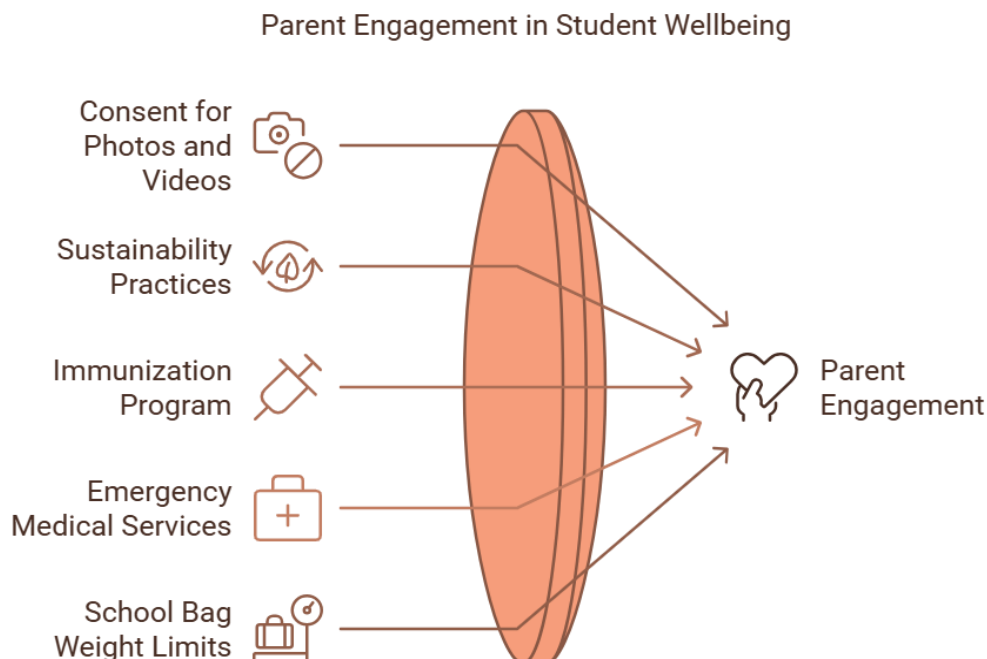 Parent Engagement in Student Wellbeing
Consent for
Photos and
Videos
Sustainability
Practices
Immunization
Program
Emergency
Medical Services
School Bag
Weight Limits
Parent
Engagement